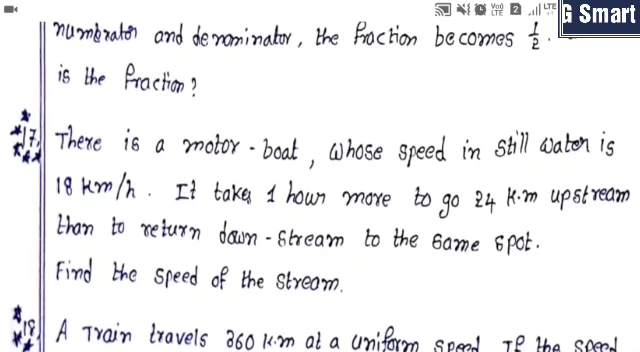 G Smart
numbrator and denominator, the fraction becomes 1/2.
is the fraction?
17. There is a motor-boat, whose speed in still water is
18 km/h. It takes 1 hour more to go 24 k.m upstream
than to return down-stream to the same spot.
Find the speed of the stream.
18. A Train travels 360 k.m at a uniform speed. If the speed